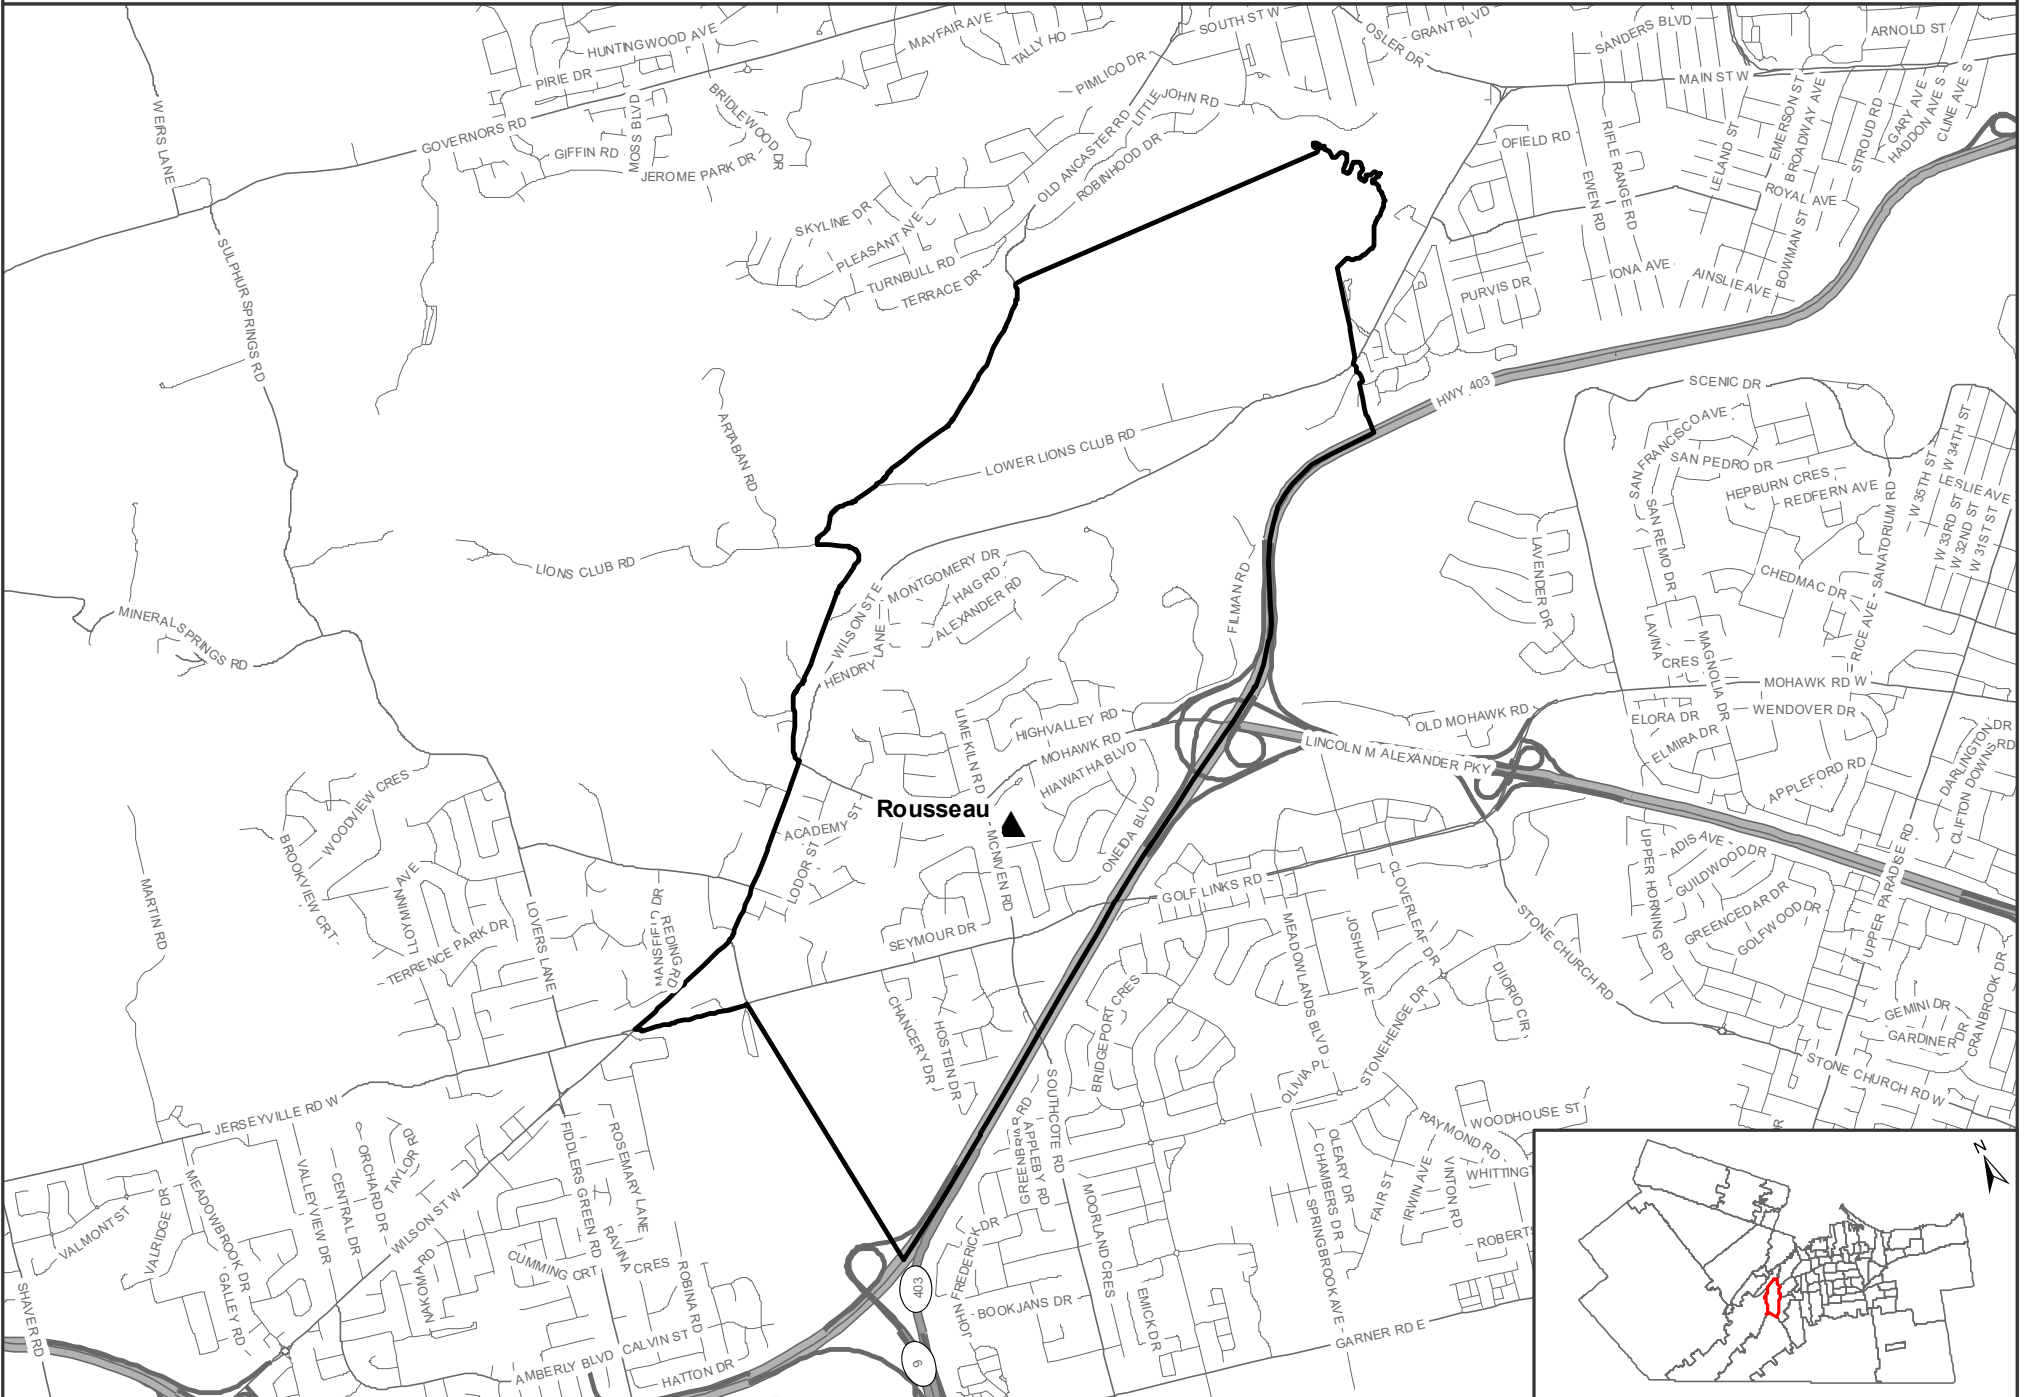 HUNTINGWOOD AVE
MAYFAIR AVE
TALLY HO
SOUTH ST W
OSLER DR
GRANT BLVD
SANDERS BLVD
ARNOLD ST
PIRIE DR
MOSS BLVD
BRIDLEWOOD DR
PIMLICO DR
MAIN ST W
WEIRS LANE
GOVERNORS RD
GIFFIN RD
JEROME PARK DR
OLD ANCASTER RD
LITTLE JOHN RD
ROBINHOOD DR
OFIELD RD
RIFLE RANGE RD
EWEN RD
LELAND ST
EMERSON ST
BROADWAY AVE
STROUD RD
GARY AVE
HADDON AVE S
CLINE AVE S
ROYAL AVE
BOWMAN ST
SKYLINE DR
PLEASANT AVE
TURNBULL RD
TERRACE DR
SULPHUR SPRINGS RD
PURVIS DR
IONA AVE
AINSLIE AVE
HWY 403
SCENIC DR
ARTABAN RD
LOWER LIONS CLUB RD
SAN FRANCISCO AVE
SAN PEDRO DR
HEPBURN CRES
REDFERN AVE
SAN REMO DR
W 35TH ST
W 34TH ST
LESLIE AVE
W 33RD ST
W 32ND ST
W 31ST ST
RICE AVE - SANATORIUM RD
CHEDMAC DR
LIONS CLUB RD
MONTGOMERY DR
HAIG RD
ALEXANDER RD
WILSON ST E
HENDRY LANE
FILMAN RD
LAVENDER DR
MINERAL SPRINGS RD
LAVINA CRES
MAGNOLIA DR
MOHAWK RD W
LIMEKILN RD
HIGHVALLEY RD
MOHAWK RD
HIAWATHA BLVD
OLD MOHAWK RD
LINCOLN M ALEXANDER PKY
ELORA DR
WENDOVER DR
ELMIRA DR
APPLEFORD RD
DARLINGTON DR
CLIFTON DOWNS RD
WOODVIEW CRES
BROOKVIEW CRT
Rousseau
ACADEMY ST
LODOR ST
MCNIVEN RD
ONEIDA BLVD
ADIS AVE
GUILDWOOD DR
GREENCEDAR DR
GOLFWOOD DR
UPPER HORNING RD
UPPER PARADISE RD
MARTIN RD
LLOYMINN AVE
TERRENCE PARK DR
LOVERS LANE
MANSFIELD DR
REDING RD
SEYMOUR DR
GOLF LINKS RD
MEADOWLANDS BLVD
JOSHUA AVE
CLOVERLEAF DR
STONE CHURCH RD
DIIORIO CIR
CHANCERY DR
HOSTEIN DR
BRIDGEPORT CRES
STONEHENGE DR
OLIVIA PL
GEMINI DR
GARDINER DR
CRANBROOK DR
STONE CHURCH RD W
JERSEYVILLE RD W
SOUTHCOTE RD
GREENBRIAR RD
APPLEBY RD
RAYMOND RD
WOODHOUSE ST
DR
VALMONT ST
VALRIDGE DR
MEADOWBROOK DR
VALLEYVIEW DR
CENTRAL DR
ORCHARD DR
TAYLOR RD
WILSON ST W
FIDDLERS GREEN RD
ROSEMARY LANE
RAVINA CRES
CUMMING CRT
NAKOMA RD
ROBINA RD
GALLEY RD
SHAVER RD
MOORLAND CRES
OLEARY DR
CHAMBERS DR
SPRINGBROOK AVE
FAIR ST
IRWIN AVE
VINTON RD
WHITTING
ROBERTS
JOHN FREDERICK DR
BOOKJANS DR
EMICK DR
GARNER RD E
AMBERLY BLVD
CALVIN ST
HATTON DR
403
6
N